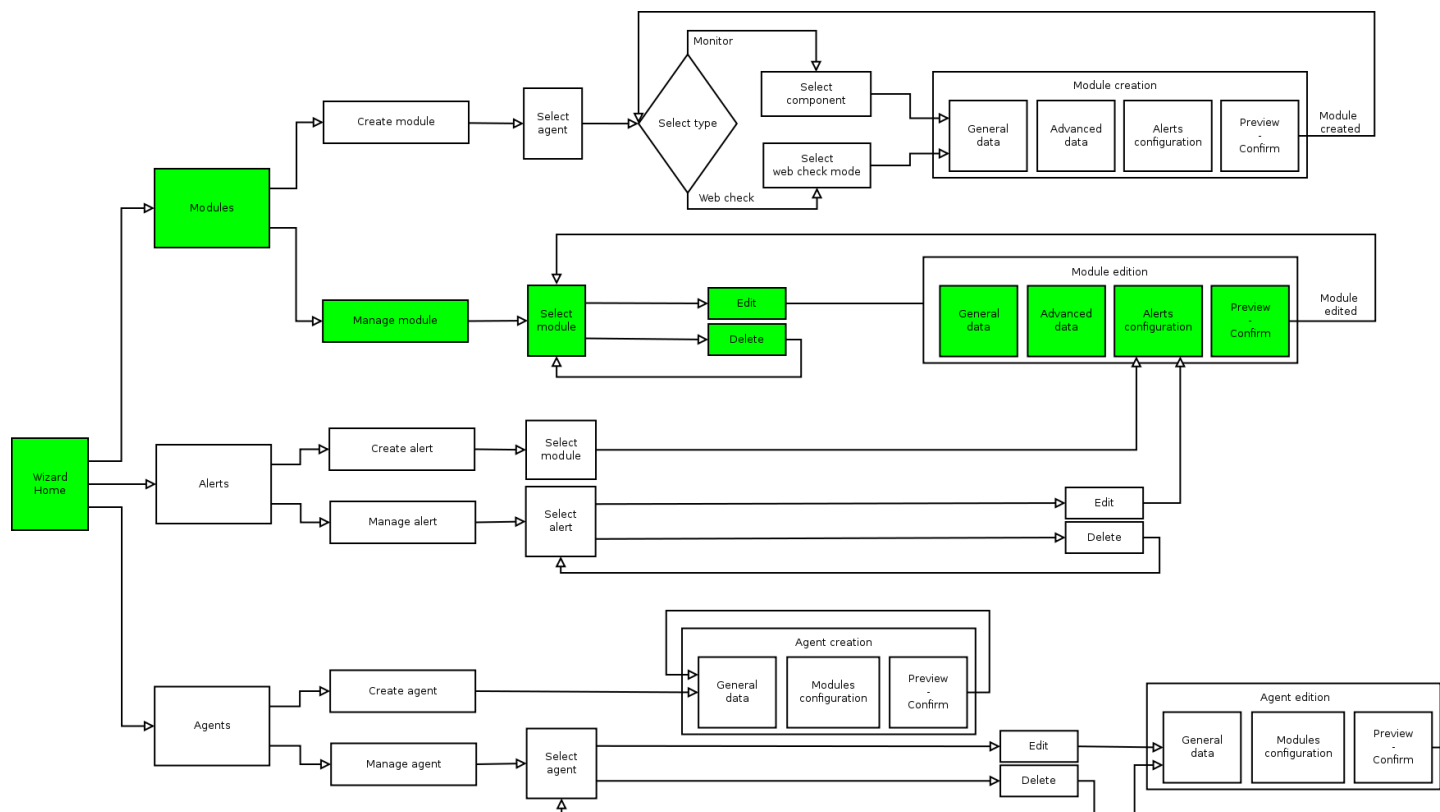 Monitor
Module creation
Select
component
Create module
Select
agent
Select type
General
data
Advanced
data
Alerts
configuration
Preview
-
Confirm
Module
created
Select
web check mode
Web check
Modules
Module edition
Manage module
Select
module
Edit
Delete
General
data
Advanced
data
Alerts
configuration
Preview
-
Confirm
Module
edited
Wizard
Home
Alerts
Create alert
Select
module
Manage alert
Select
alert
Edit
Delete
Agent creation
Create agent
General
data
Modules
configuration
Preview
-
Confirm
Agents
Manage agent
Select
agent
Edit
Delete
Agent edition
General
data
Modules
configuration
Preview
-
Confirm